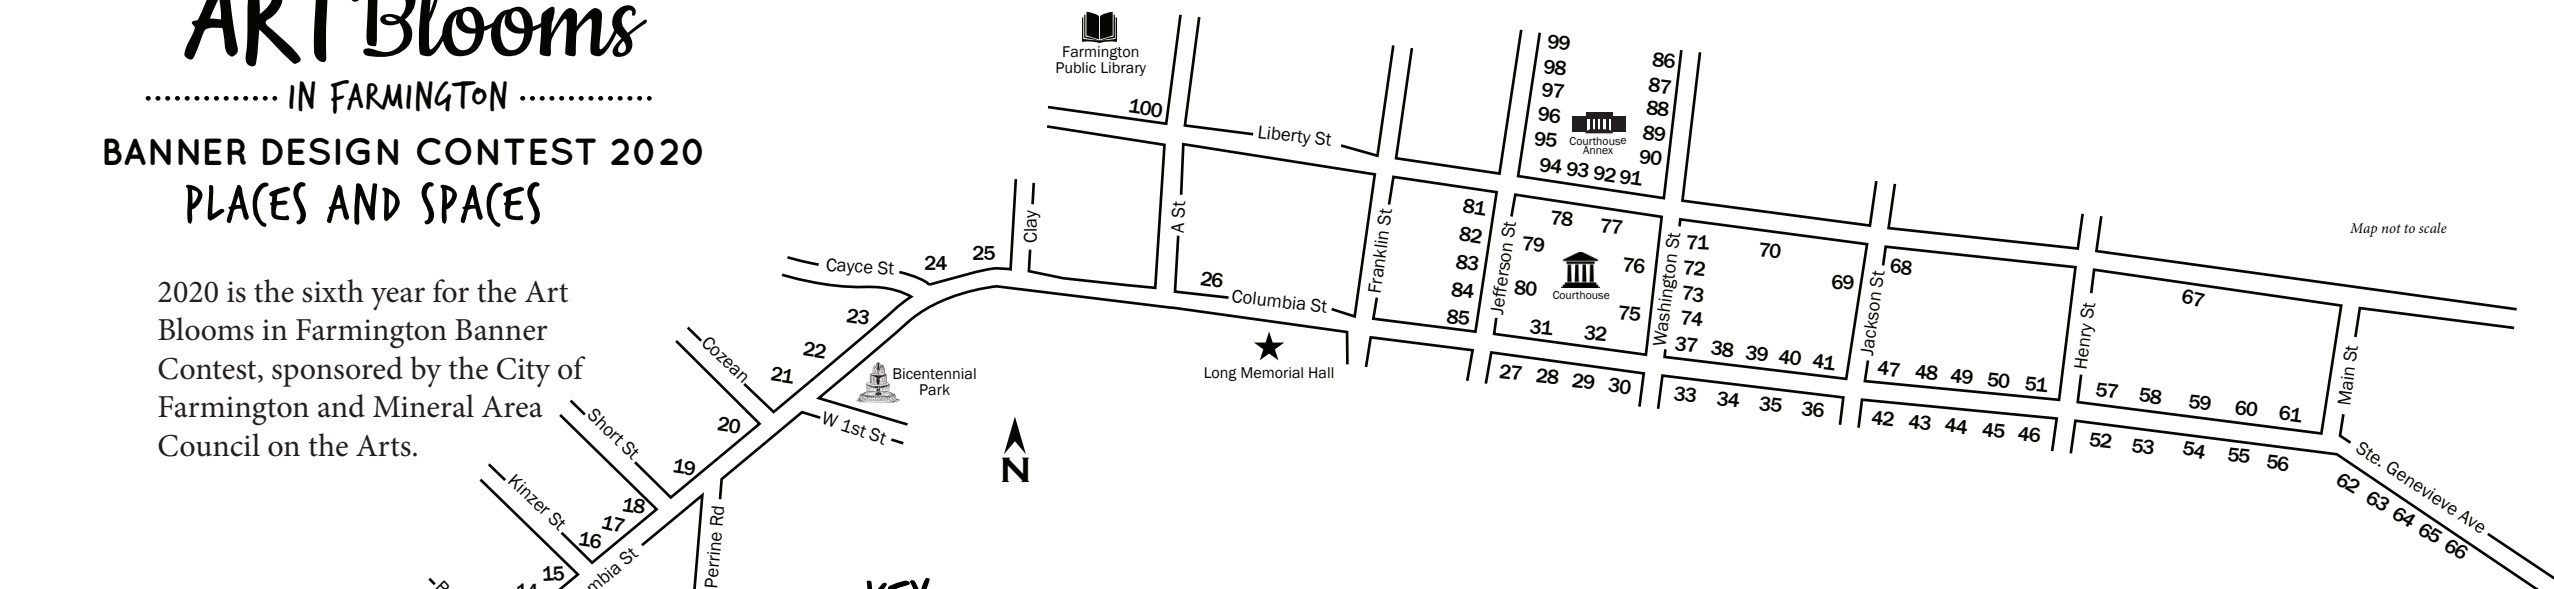 ART Blooms
IN FARMINGTON
BANNER DESIGN CONTEST 2020
PLACES AND SPACES
2020 is the sixth year for the Art
Blooms in Farmington Banner
Contest, sponsored by the City of
Farmington and Mineral Area
Council on the Arts.
Farmington
Public Library
100
Liberty St
99
98
97
96
95
94 93 92 91
86
87
88
89
90
Courthouse
Annex
Map not to scale
Clay
A St
Franklin St
Jefferson St
Washington St
Jackson St
Henry St
Main St
81
82
83
84
85
78 77
79
80
76
75
31 32
Courthouse
71
72
73
74
70
69
68
67
Cayce St
24 25
26
Columbia St
Long Memorial Hall
23
22
21
20
19
18
17
16
15
Cozean
Short St
Kinzer St
Bicentennial
Park
W 1st St
Perrine Rd
N
27 28 29 30
33 34 35 36
37 38 39 40 41
42 43 44 45 46
47 48 49 50 51
52 53 54 55 56
57 58 59 60 61
62 63 64 65 66
Ste. Genevieve Ave
mbia St
14
KEY